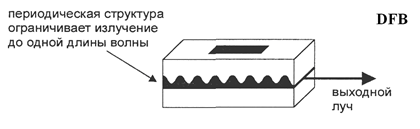 периодическая структура
ограничивает излучение
до одной длины волны
DFB
выходной
луч